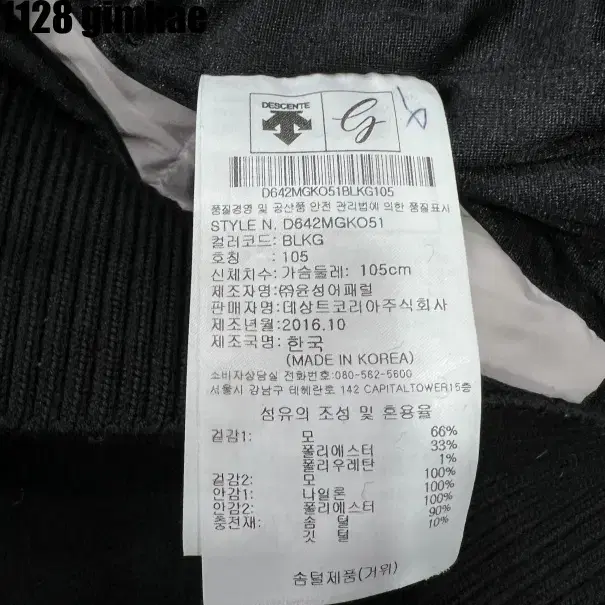 1128 gimhae
DESCENTE
D642MGKO51BLKG105
품질경영 및 공산품 안전 관리법에 의한 품질표시
STYLE N. D642MGKO51
컬러코드: BLKG
호칭 : 105
신체치수: 가슴둘레: 105cm
제조자명:㈜윤성어패럴
판매자명: 데상트코리아주식회사
제조년월:2016.10
제조국명: 한국
(MADE IN KOREA)
소비자상담실 전화번호:080-562-5600
서울시 강남구 테헤란로 142 CAPITALTOWER15층
섬유의 조성 및 혼용율
겉감1: 모 66%
폴리에스터 33%
폴리우레탄 1%
겉감2: 모 100%
안감1: 나일론 100%
안감2: 폴리에스터 100%
충전재: 솜 털 90%
깃 털 10%
솜털제품(거위)